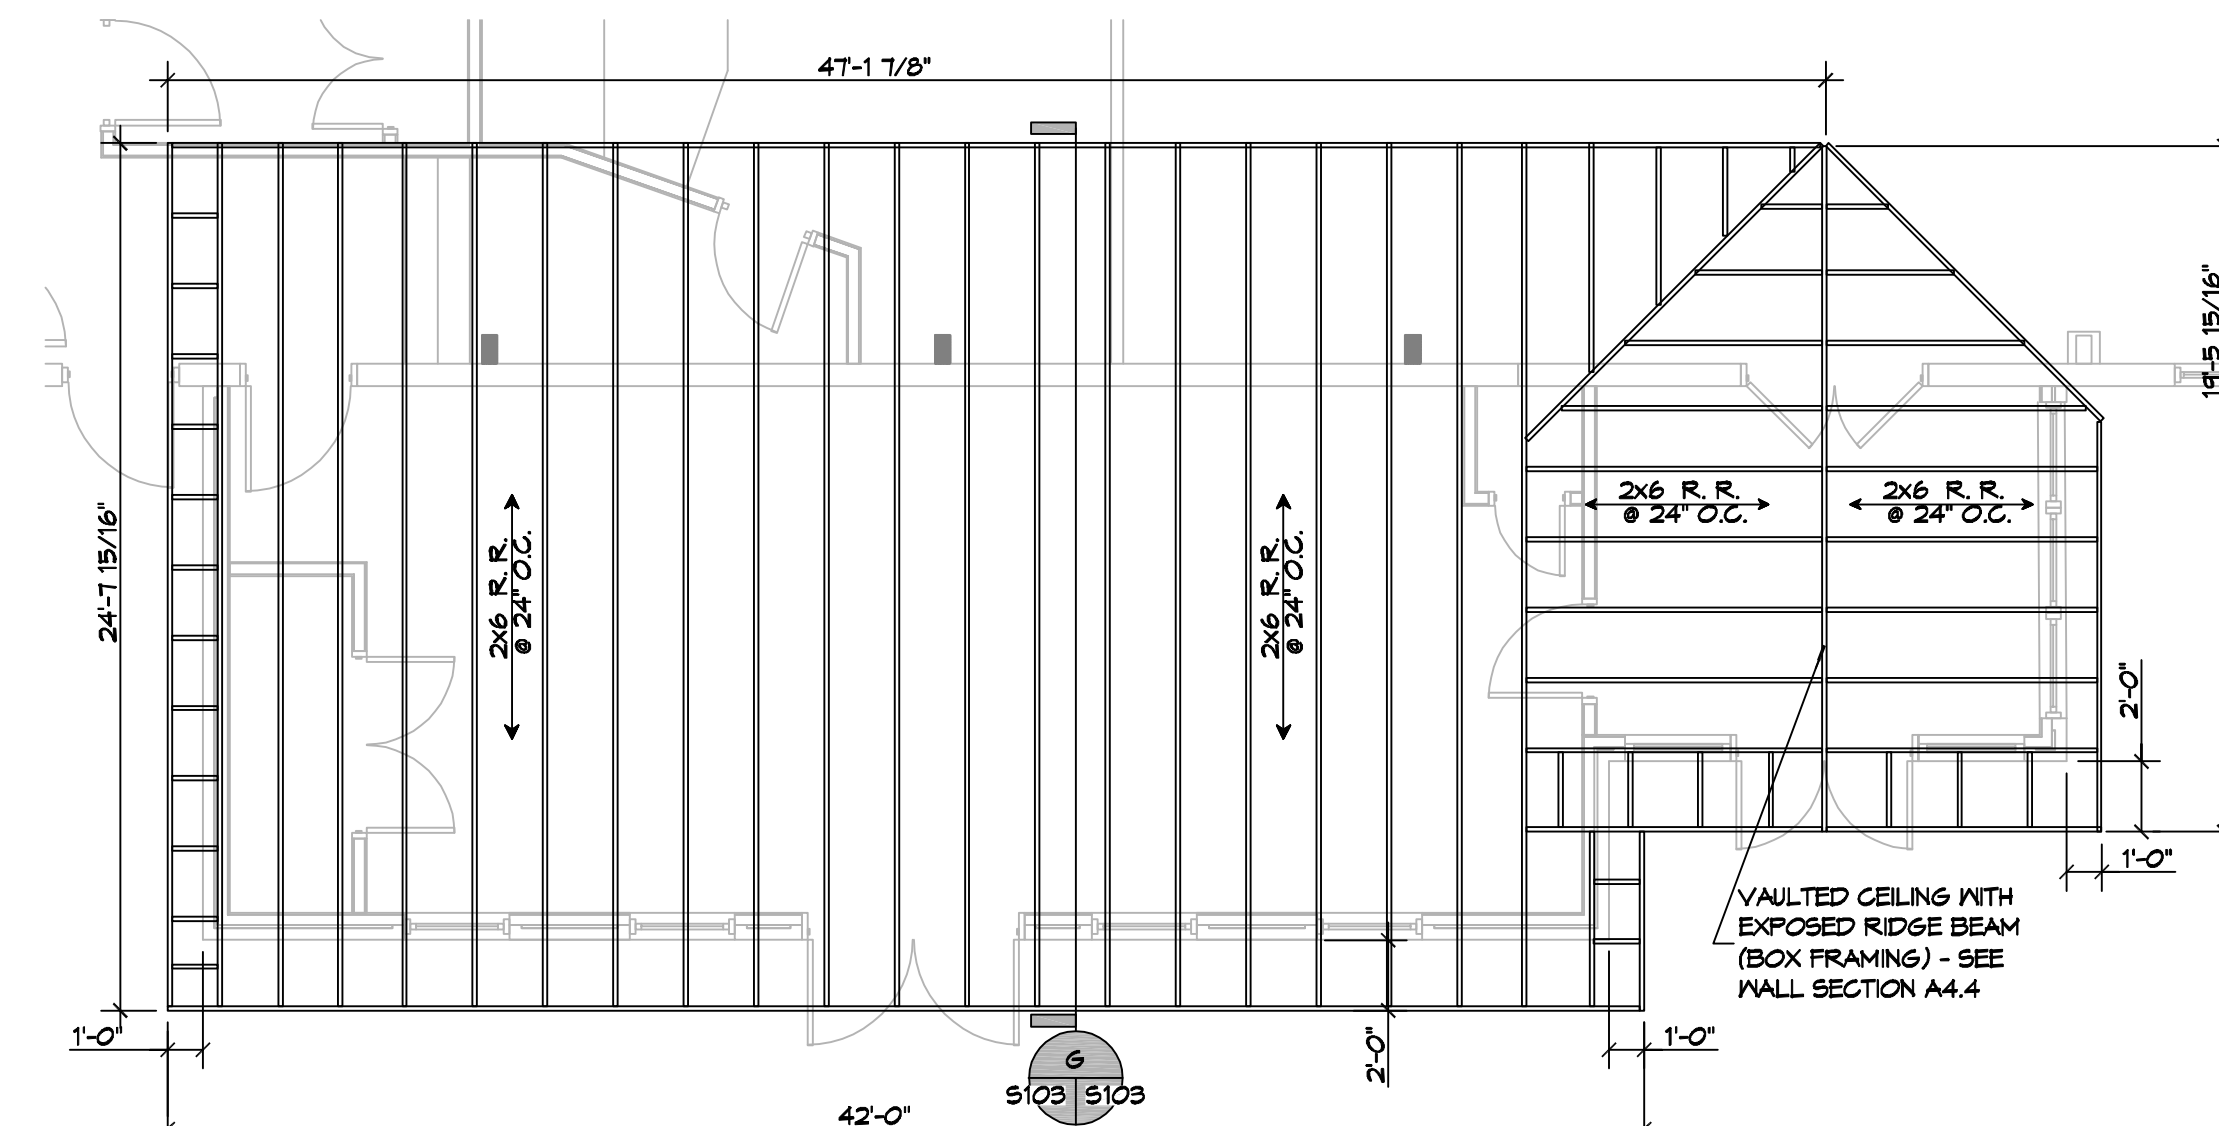 47'-1 7/8"
19'-5 15/16"
24'-7 15/16"
2x6 R. R.
@ 24" O.C.
2x6 R. R.
@ 24" O.C.
2x6 R. R.
@ 24" O.C.
2x6 R. R.
@ 24" O.C.
2'-0"
1'-0"
VAULTED CEILING WITH
EXPOSED RIDGE BEAM
(BOX FRAMING) - SEE
WALL SECTION A4.4
1'-0"
2'-0"
1'-0"
G
S103 S103
42'-0"